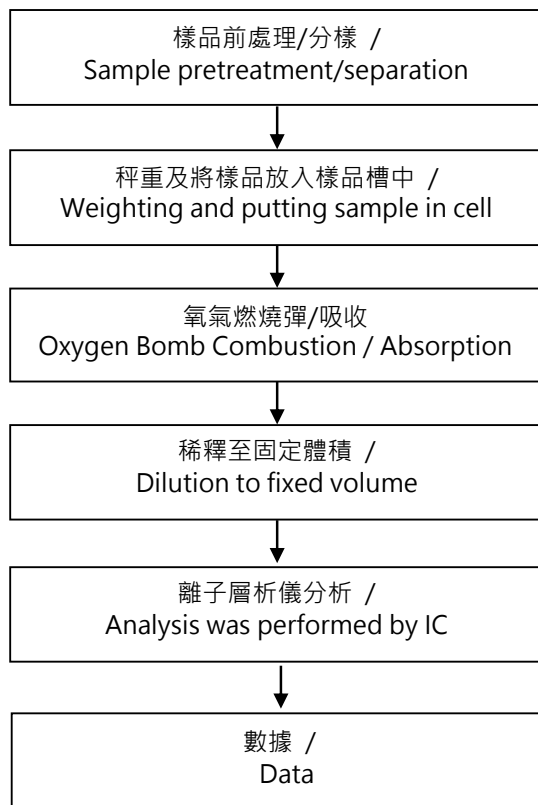 樣品前處理/分樣 /
Sample pretreatment/separation
秤重及將樣品放入樣品槽中 /
Weighting and putting sample in cell
氧氣燃燒彈/吸收
Oxygen Bomb Combustion / Absorption
稀釋至固定體積 /
Dilution to fixed volume
離子層析儀分析 /
Analysis was performed by IC
數據 /
Data